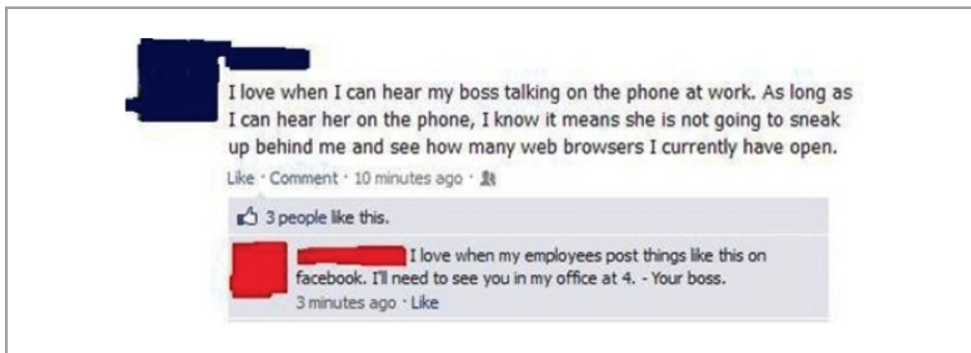 I love when I can hear my boss talking on the phone at work. As long as
I can hear her on the phone, I know it means she is not going to sneak
up behind me and see how many web browsers I currently have open.
Like · Comment · 10 minutes ago ·
3 people like this.
I love when my employees post things like this on
facebook. I'll need to see you in my office at 4. - Your boss.
3 minutes ago · Like